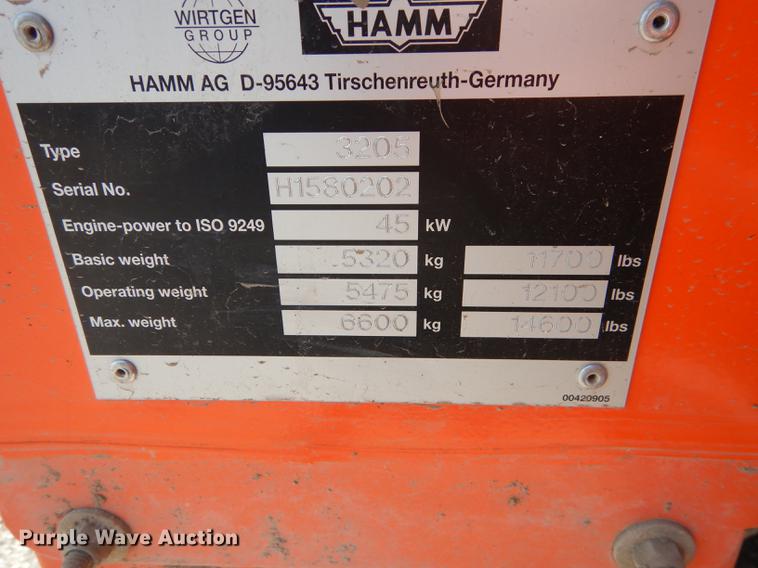 WIRTGEN
GROUP
HAMM
HAMM AG D-95643 Tirschenreuth-Germany
Type 3205
Serial No. H1580202
Engine-power to ISO 9249 45 kW
Basic weight 5320 kg 11700 lbs
Operating weight 5475 kg 12100 lbs
Max. weight 6600 kg 14600 lbs
00420905
Purple Wave Auction